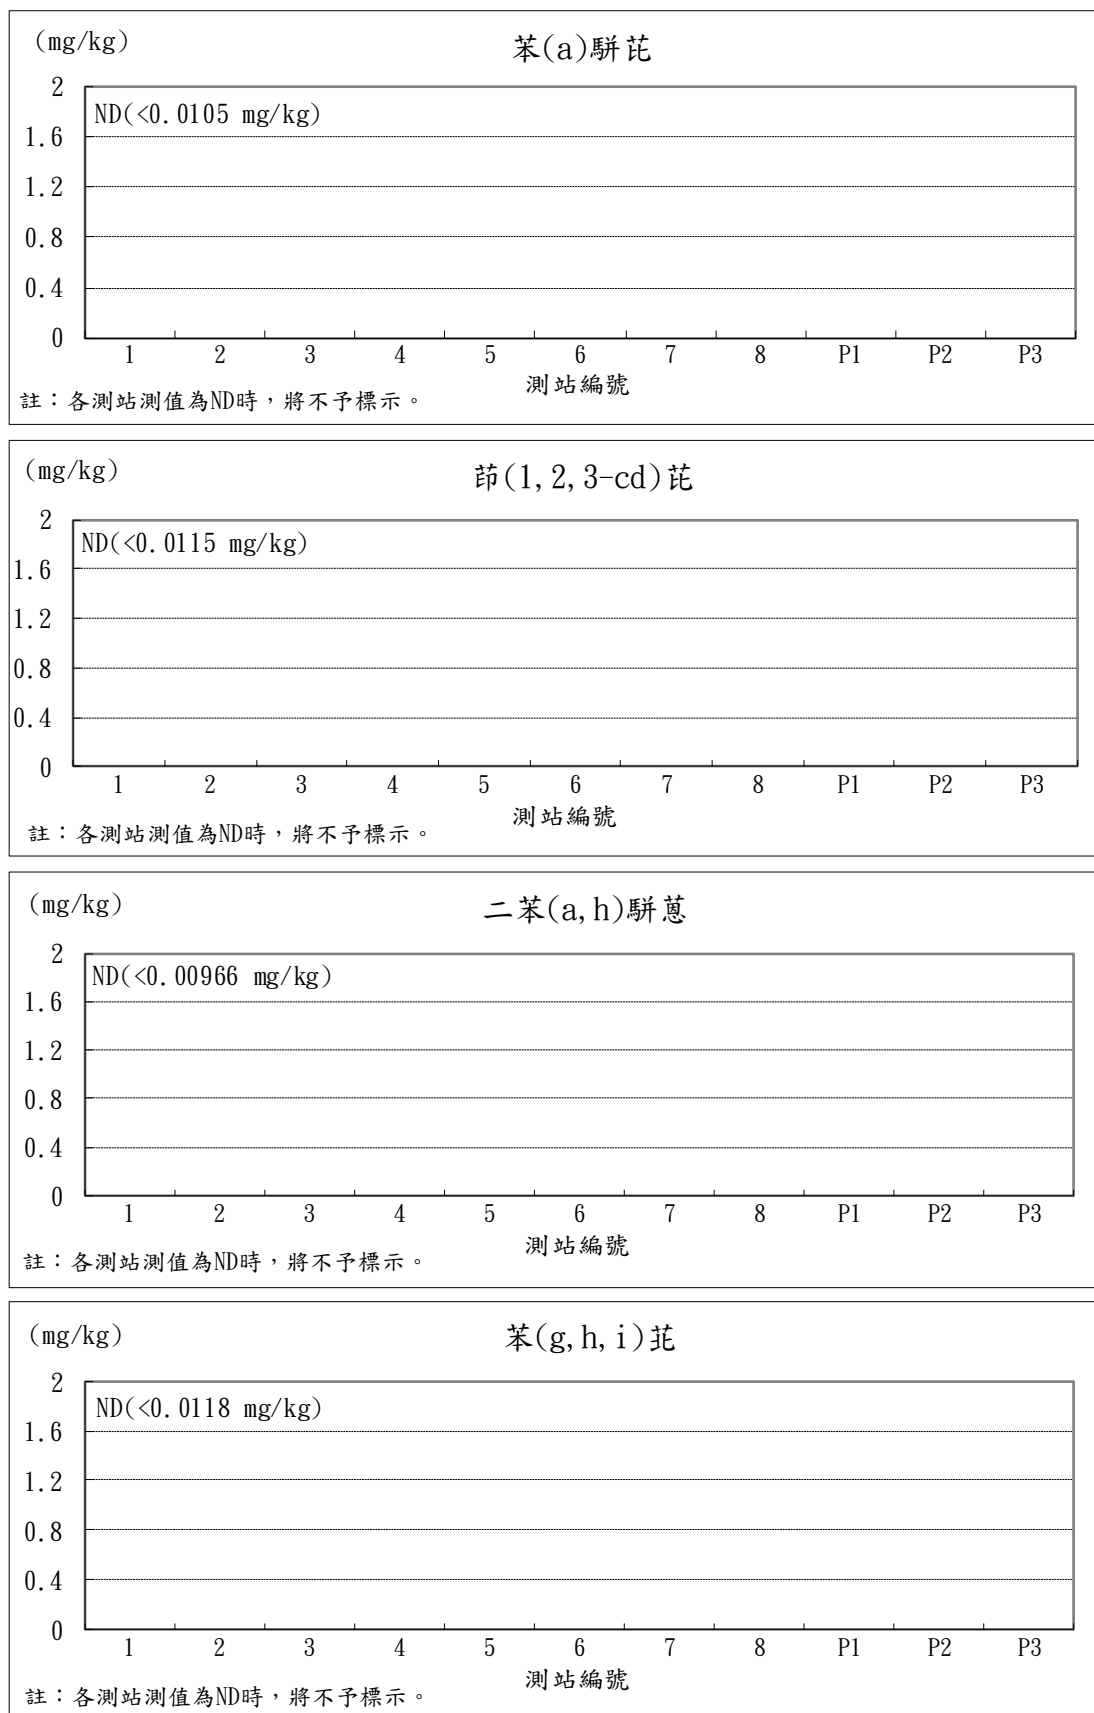 (mg/kg)
苯(a)駢芘
2
ND(<0.0105 mg/kg)
1.6
1.2
0.8
0.4
0
1 2 3 4 5 6 7 8 P1 P2 P3
測站編號
註：各測站測值為ND時，將不予標示。
(mg/kg)
茚(1,2,3-cd)芘
2
ND(<0.0115 mg/kg)
1.6
1.2
0.8
0.4
0
1 2 3 4 5 6 7 8 P1 P2 P3
測站編號
註：各測站測值為ND時，將不予標示。
(mg/kg)
二苯(a,h)駢蒽
2
ND(<0.00966 mg/kg)
1.6
1.2
0.8
0.4
0
1 2 3 4 5 6 7 8 P1 P2 P3
測站編號
註：各測站測值為ND時，將不予標示。
(mg/kg)
苯(g,h,i)苝
2
ND(<0.0118 mg/kg)
1.6
1.2
0.8
0.4
0
1 2 3 4 5 6 7 8 P1 P2 P3
測站編號
註：各測站測值為ND時，將不予標示。